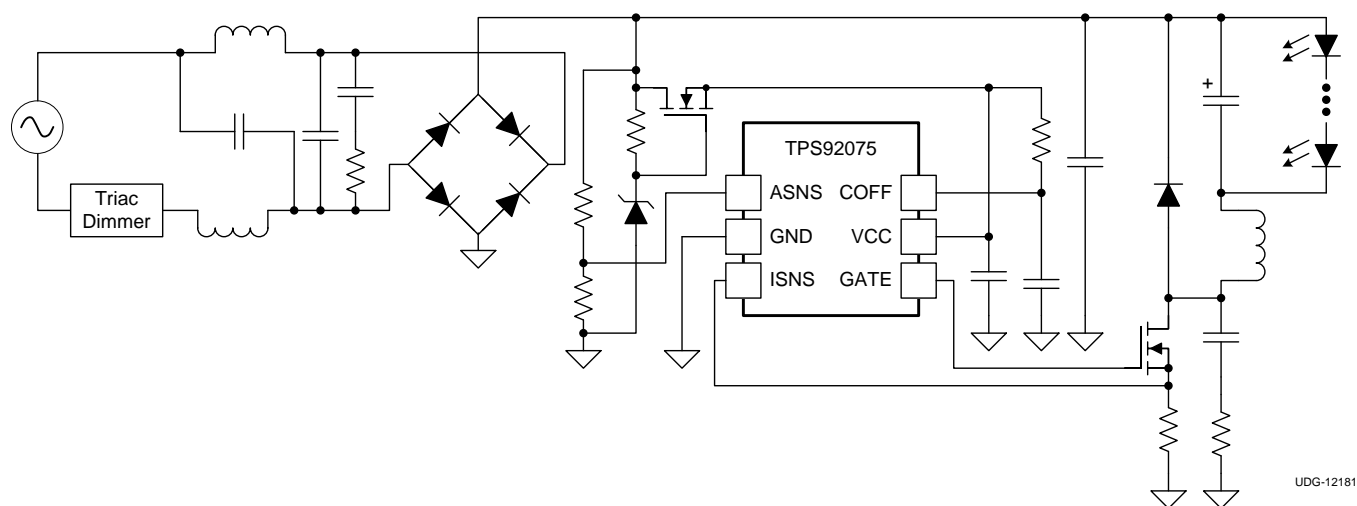 Triac
Dimmer
TPS92075
ASNS
COFF
GND
VCC
ISNS
GATE
+
UDG-12181